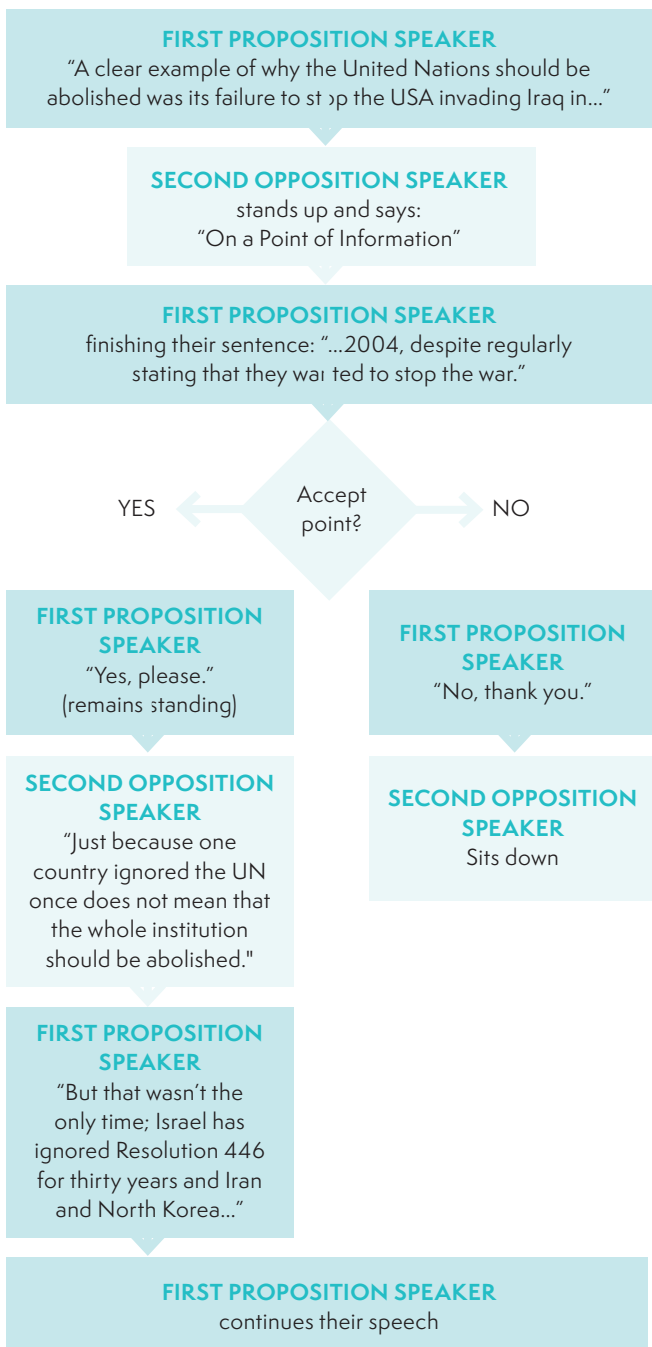 FIRST PROPOSITION SPEAKER
“A clear example of why the United Nations should be
abolished was its failure to st op the USA invading Iraq in...”
SECOND OPPOSITION SPEAKER
stands up and says:
“On a Point of Information”
FIRST PROPOSITION SPEAKER
finishing their sentence: “...2004, despite regularly
stating that they wanted to stop the war.”
Accept
point?
YES
NO
FIRST PROPOSITION
SPEAKER
“Yes, please.”
(remains standing)
FIRST PROPOSITION
SPEAKER
“No, thank you.”
SECOND OPPOSITION
SPEAKER
“Just because one
country ignored the UN
once does not mean that
the whole institution
should be abolished."
SECOND OPPOSITION
SPEAKER
Sits down
FIRST PROPOSITION
SPEAKER
“But that wasn’t the
only time; Israel has
ignored Resolution 446
for thirty years and Iran
and North Korea...”
FIRST PROPOSITION SPEAKER
continues their speech